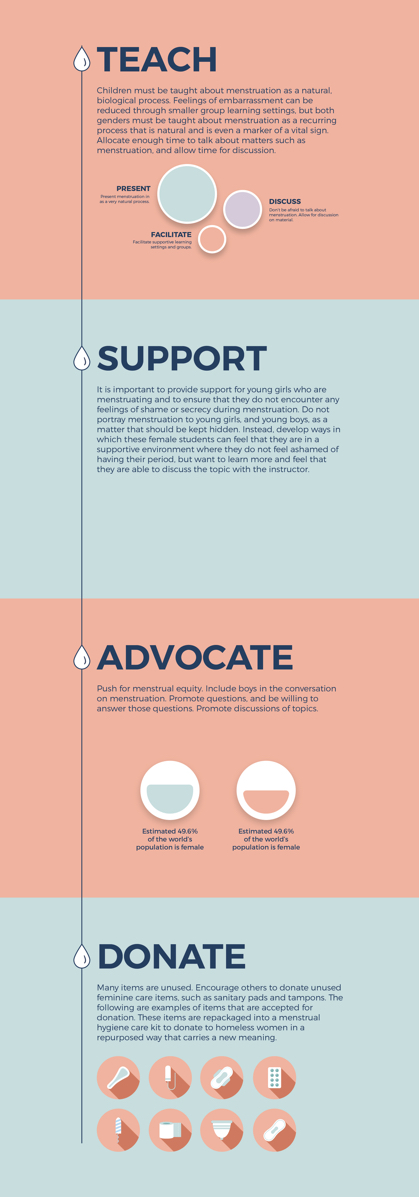 TEACH
Children must be taught about menstruation as a natural,
biological process. Feelings of embarrassment can be
reduced through smaller group learning settings, but both
genders must be taught about menstruation as a recurring
process that is natural and is even a marker of a vital sign.
Allocate enough time to talk about matters such as
menstruation, and allow time for discussion.
PRESENT
Present menstruation in
as a very natural process.
DISCUSS
Don't be afraid to talk about
menstruation. Allow for discussion
on material.
FACILITATE
Facilitate supportive learning
settings and groups.
SUPPORT
It is important to provide support for young girls who are
menstruating and to ensure that they do not encounter any
feelings of shame or secrecy during menstruation. Do not
portray menstruation to young girls, and young boys, as a
matter that should be kept hidden. Instead, develop ways in
which these female students can feel that they are in a
supportive environment where they do not feel ashamed of
having their period, but want to learn more and feel that
they are able to discuss the topic with the instructor.
ADVOCATE
Push for menstrual equity. Include boys in the conversation
on menstruation. Promote questions, and be willing to
answer those questions. Promote discussions of topics.
Estimated 49.6%
of the world's
population is female
Estimated 49.6%
of the world's
population is female
DONATE
Many items are unused. Encourage others to donate unused
feminine care items, such as sanitary pads and tampons. The
following are examples of items that are accepted for
donation. These items are repackaged into a menstrual
hygiene care kit to donate to homeless women in a
repurposed way that carries a new meaning.